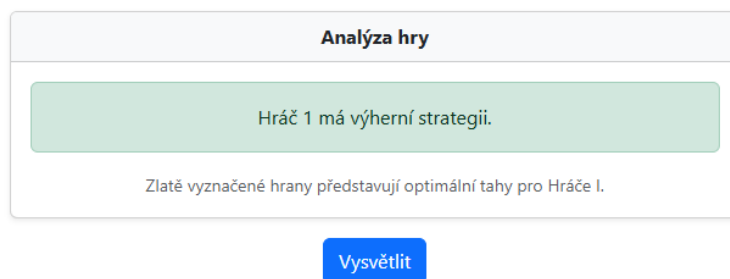 Analýza hry
Hráč 1 má výherní strategii.
Zlatě vyznačené hrany představují optimální tahy pro Hráče I.
Vysvětlit